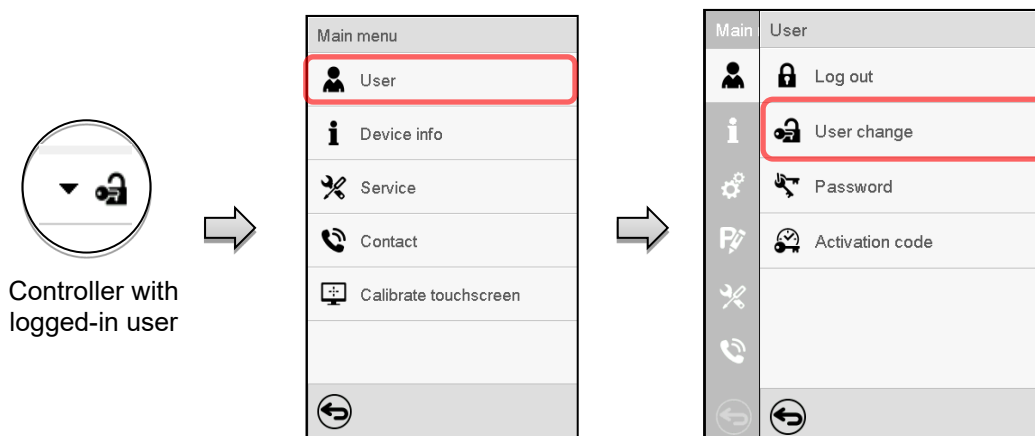 Main menu
User
Device info
Service
Contact
Calibrate touchscreen
Controller with
logged-in user
Main
User
Log out
User change
Password
Activation code